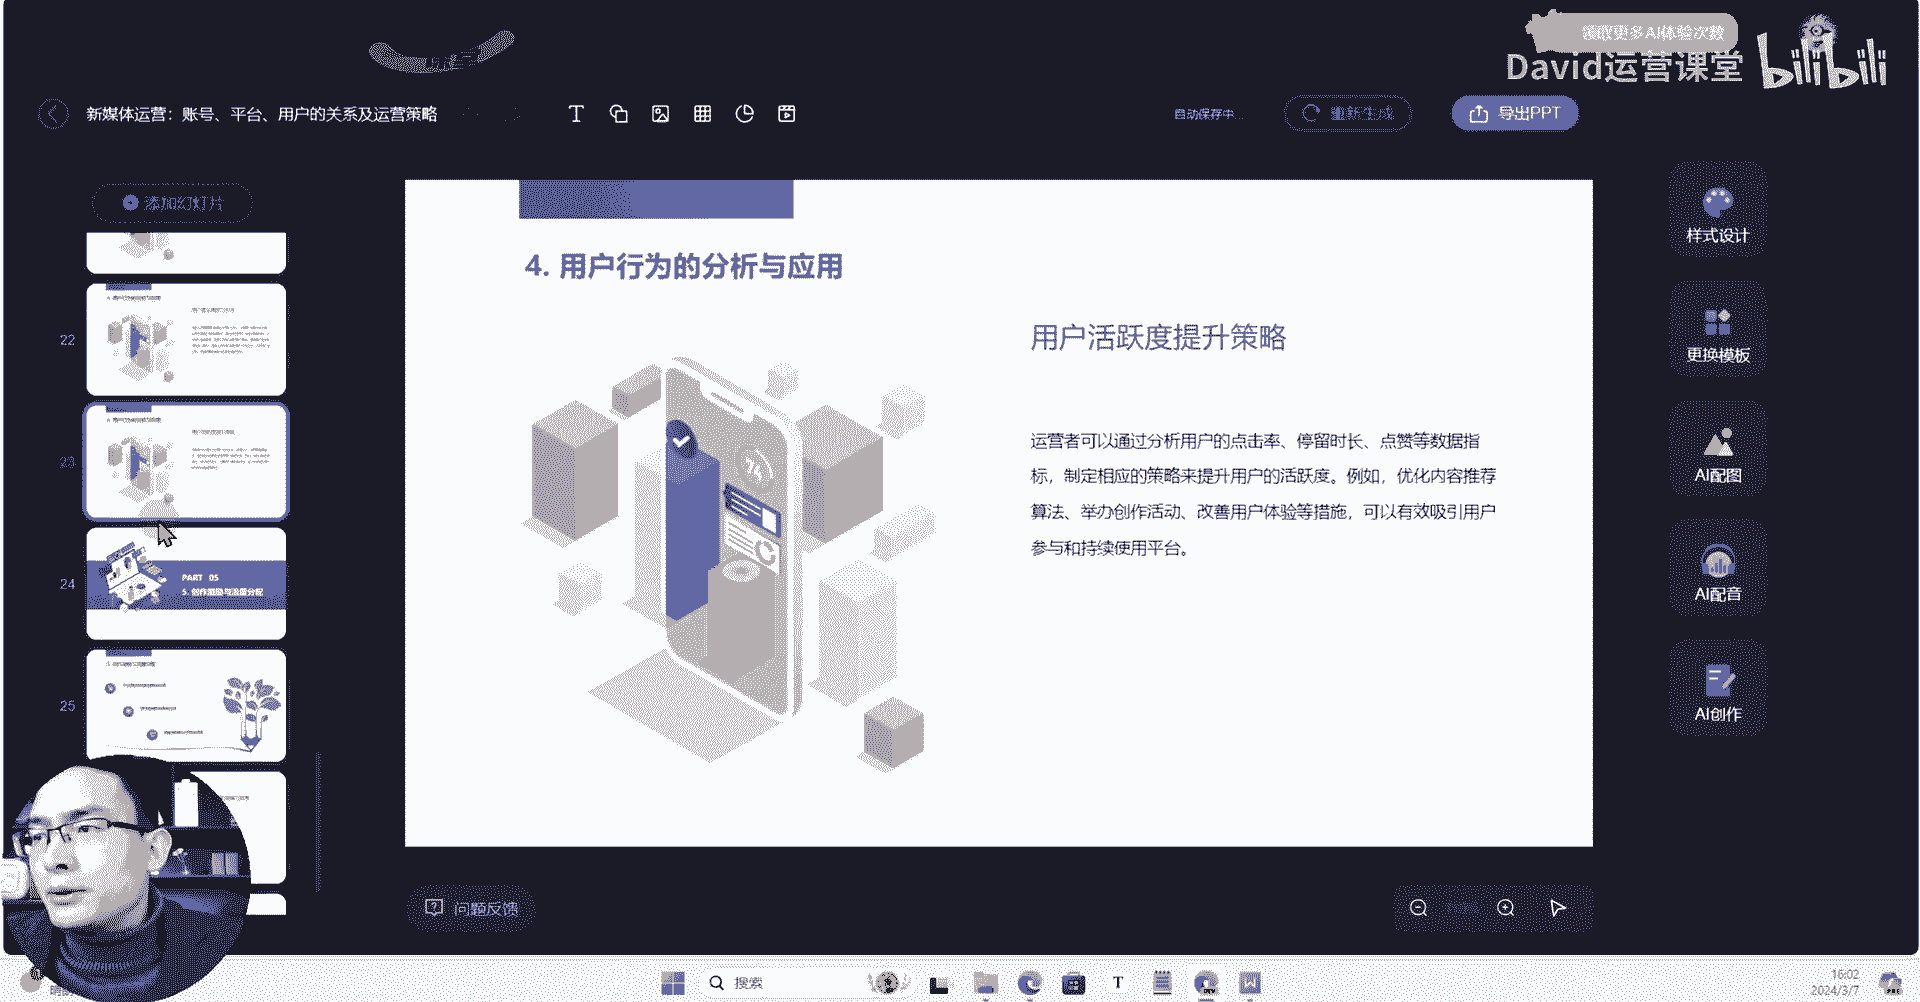 领取更多AI体验次数
David运营课堂
bilibili
新媒体运营：账号、平台、用户的关系及运营策略
自动保存中...
重新生成
导出PPT
添加幻灯片
22
23
24
PART 05
5. 创作激励与流量分配
25
4. 用户行为的分析与应用
用户活跃度提升策略
运营者可以通过分析用户的点击率、停留时长、点赞等数据指
标，制定相应的策略来提升用户的活跃度。例如，优化内容推荐
算法、举办创作活动、改善用户体验等措施，可以有效吸引用户
参与和持续使用平台。
样式设计
更换模板
AI配图
AI配音
AI创作
问题反馈
搜索
16:02
2024/3/7